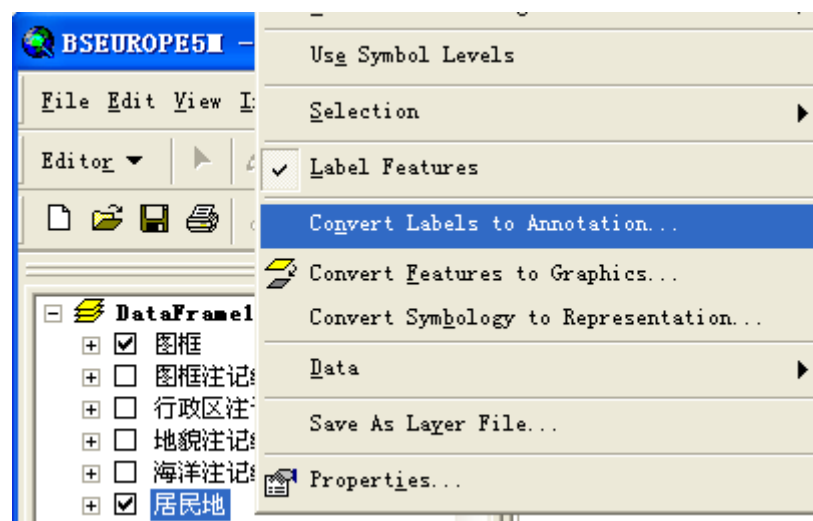 BSEUROPE5M -
Use Symbol Levels
File Edit View
Selection
Editor
Label Features
Convert Labels to Annotation...
Convert Features to Graphics...
DataFrame1
Convert Symbology to Representation...
图框
图框注记
Data
行政区注
Save As Layer File...
地貌注记
海洋注记
Properties...
居民地